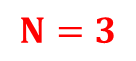 N = 3